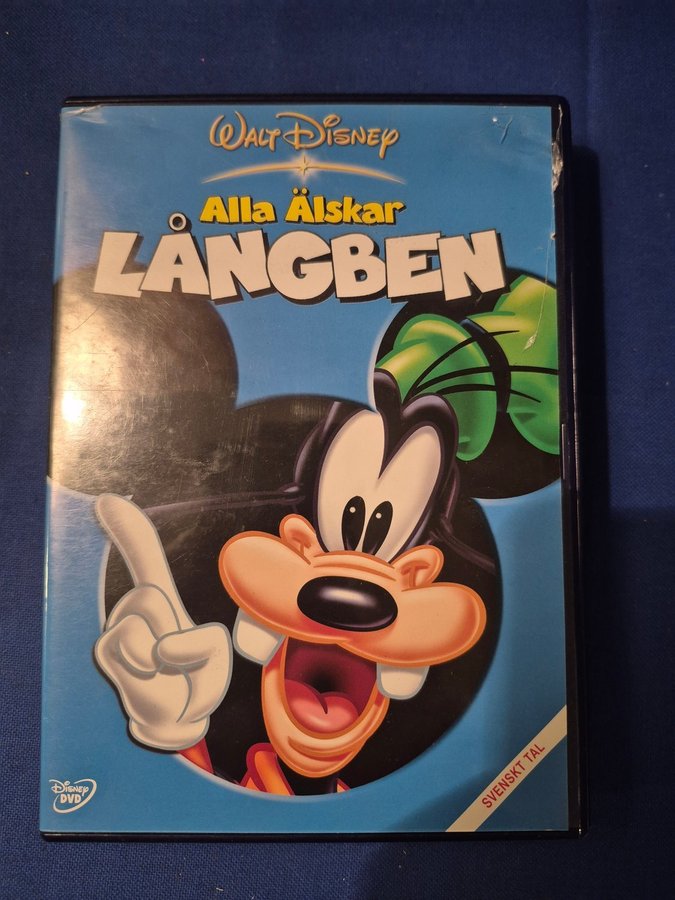 WALT DISNEY
Alla Älskar
LÅNGBEN
DISNEY
DVD
SVENSKT TAL